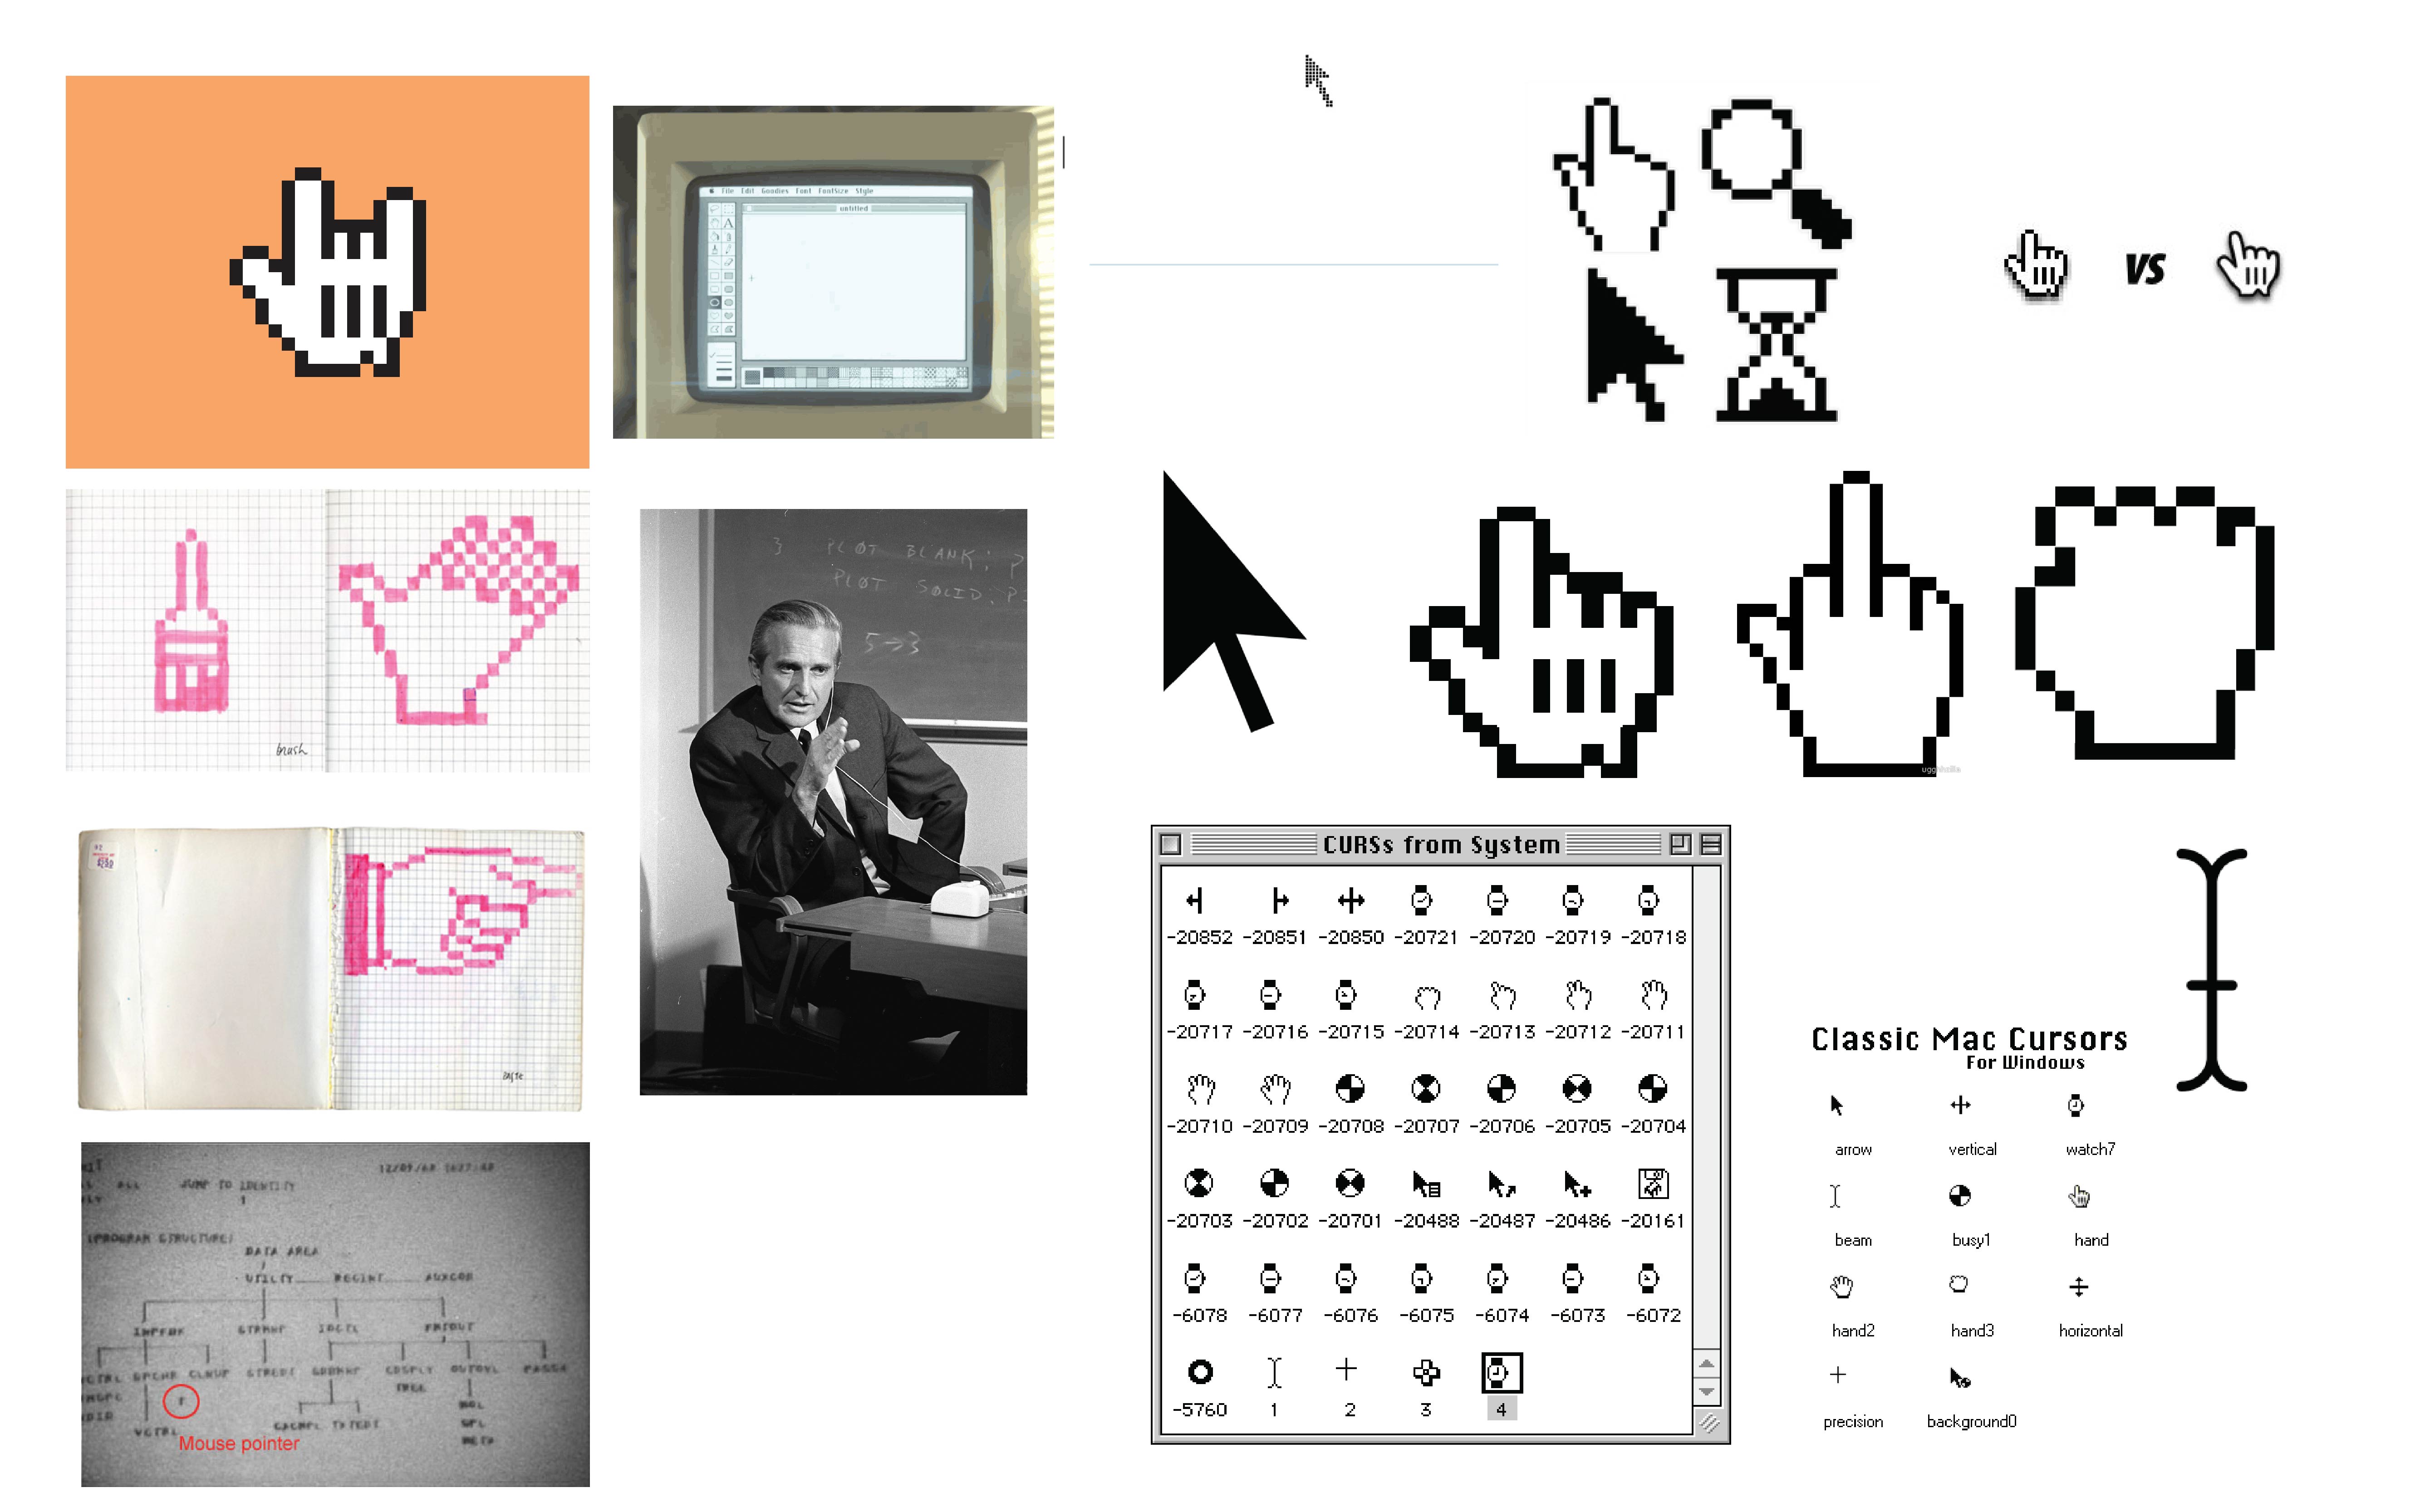 File Edit Goodies Font FontSize Style
untitled
A
VS
brush
3 PLOT BLANK:
PLOT SOLID:
5→3
paste
JUMP TO IDENTITY
1
(PROGRAM STRUCTURE)
DATA AREA
UTILTY
Mouse pointer
CURSs from System
-20852 -20851 -20850 -20721 -20720 -20719 -20718
-20717 -20716 -20715 -20714 -20713 -20712 -20711
-20710 -20709 -20708 -20707 -20706 -20705 -20704
-20703 -20702 -20701 -20488 -20487 -20486 -20161
-6078 -6077 -6076 -6075 -6074 -6073 -6072
-5760 1 2 3 4
Classic Mac Cursors
For Windows
arrow vertical watch7
beam busy1 hand
hand2 hand3 horizontal
precision background0